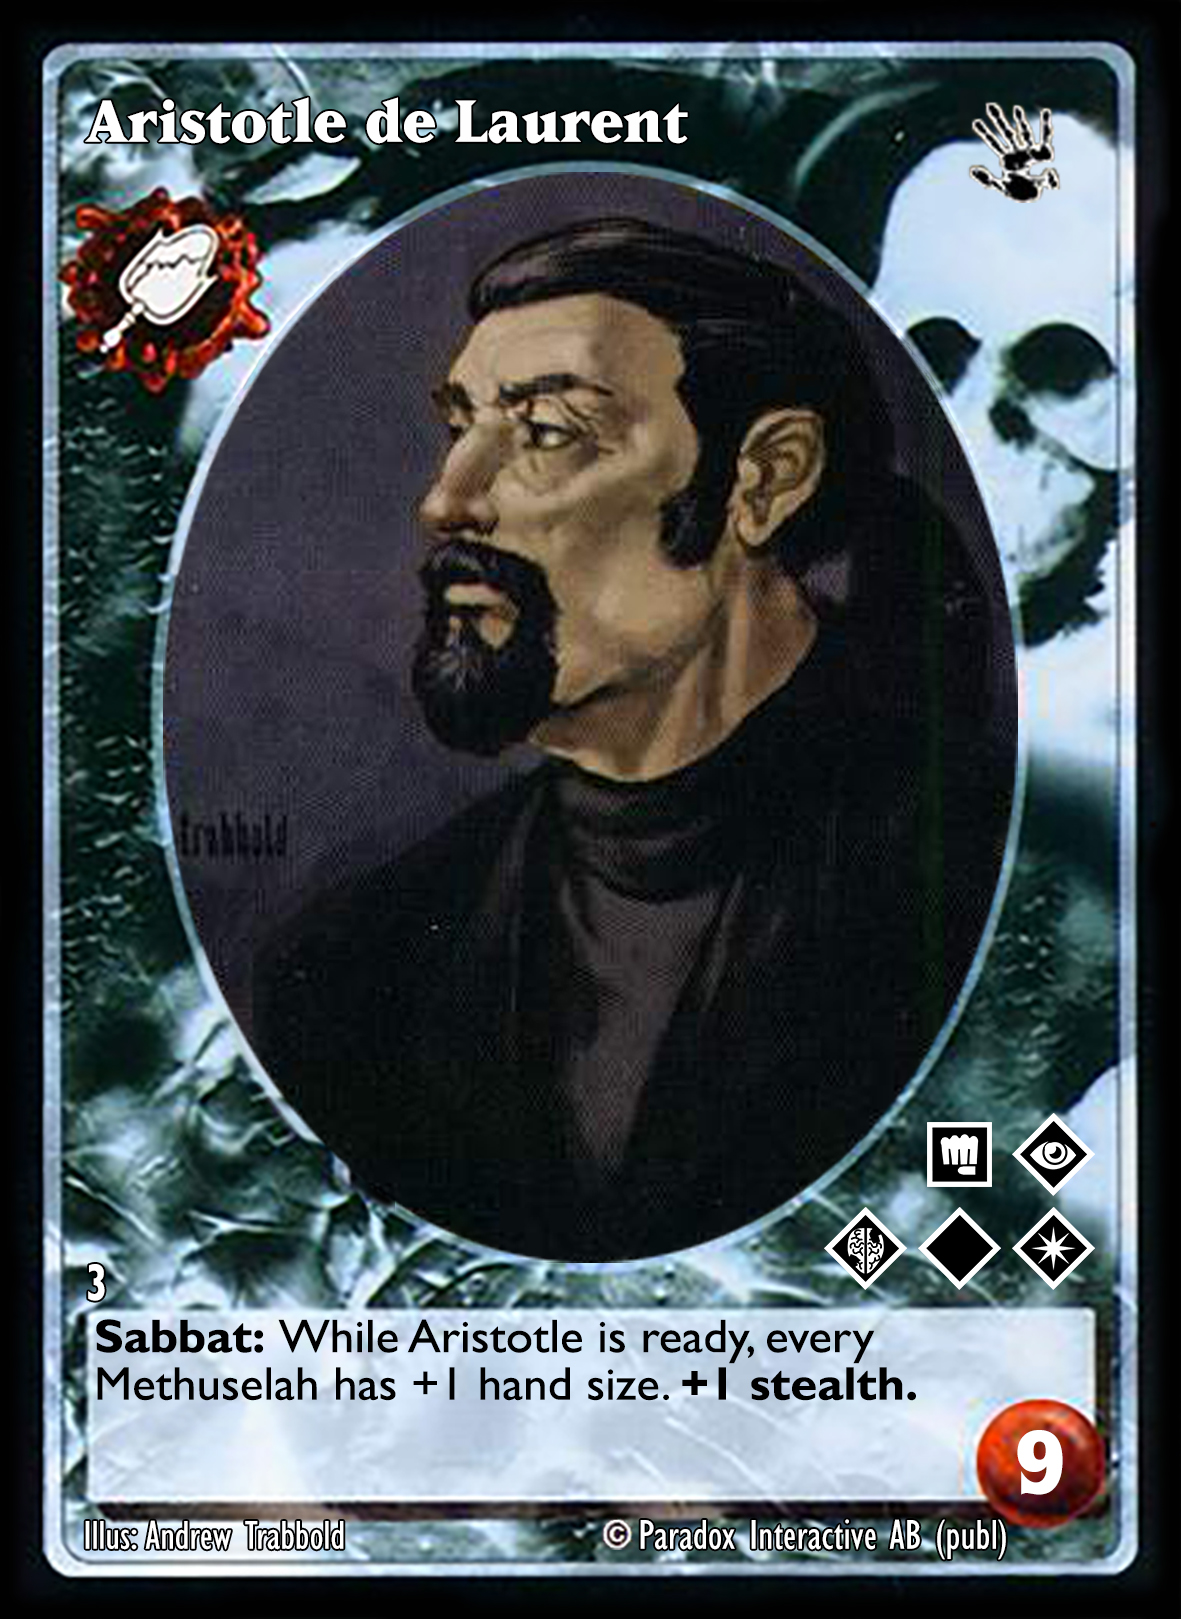 Aristotle de Laurent
Trabbold
3
Sabbat: While Aristotle is ready, every
Methuselah has +1 hand size. +1 stealth.
9
Illus: Andrew Trabbold
© Paradox Interactive AB (publ)